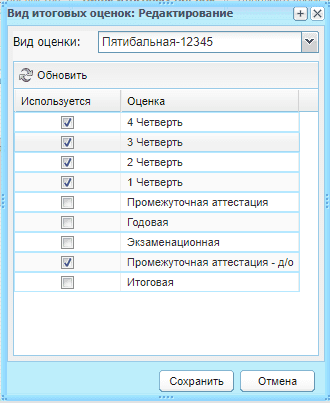 Вид итоговых оценок: Редактирование
Вид оценки: Пятибальная-12345
Обновить
Используется Оценка
4 Четверть
3 Четверть
2 Четверть
1 Четверть
Промежуточная аттестация
Годовая
Экзаменационная
Промежуточная аттестация - д/о
Итоговая
Сохранить Отмена